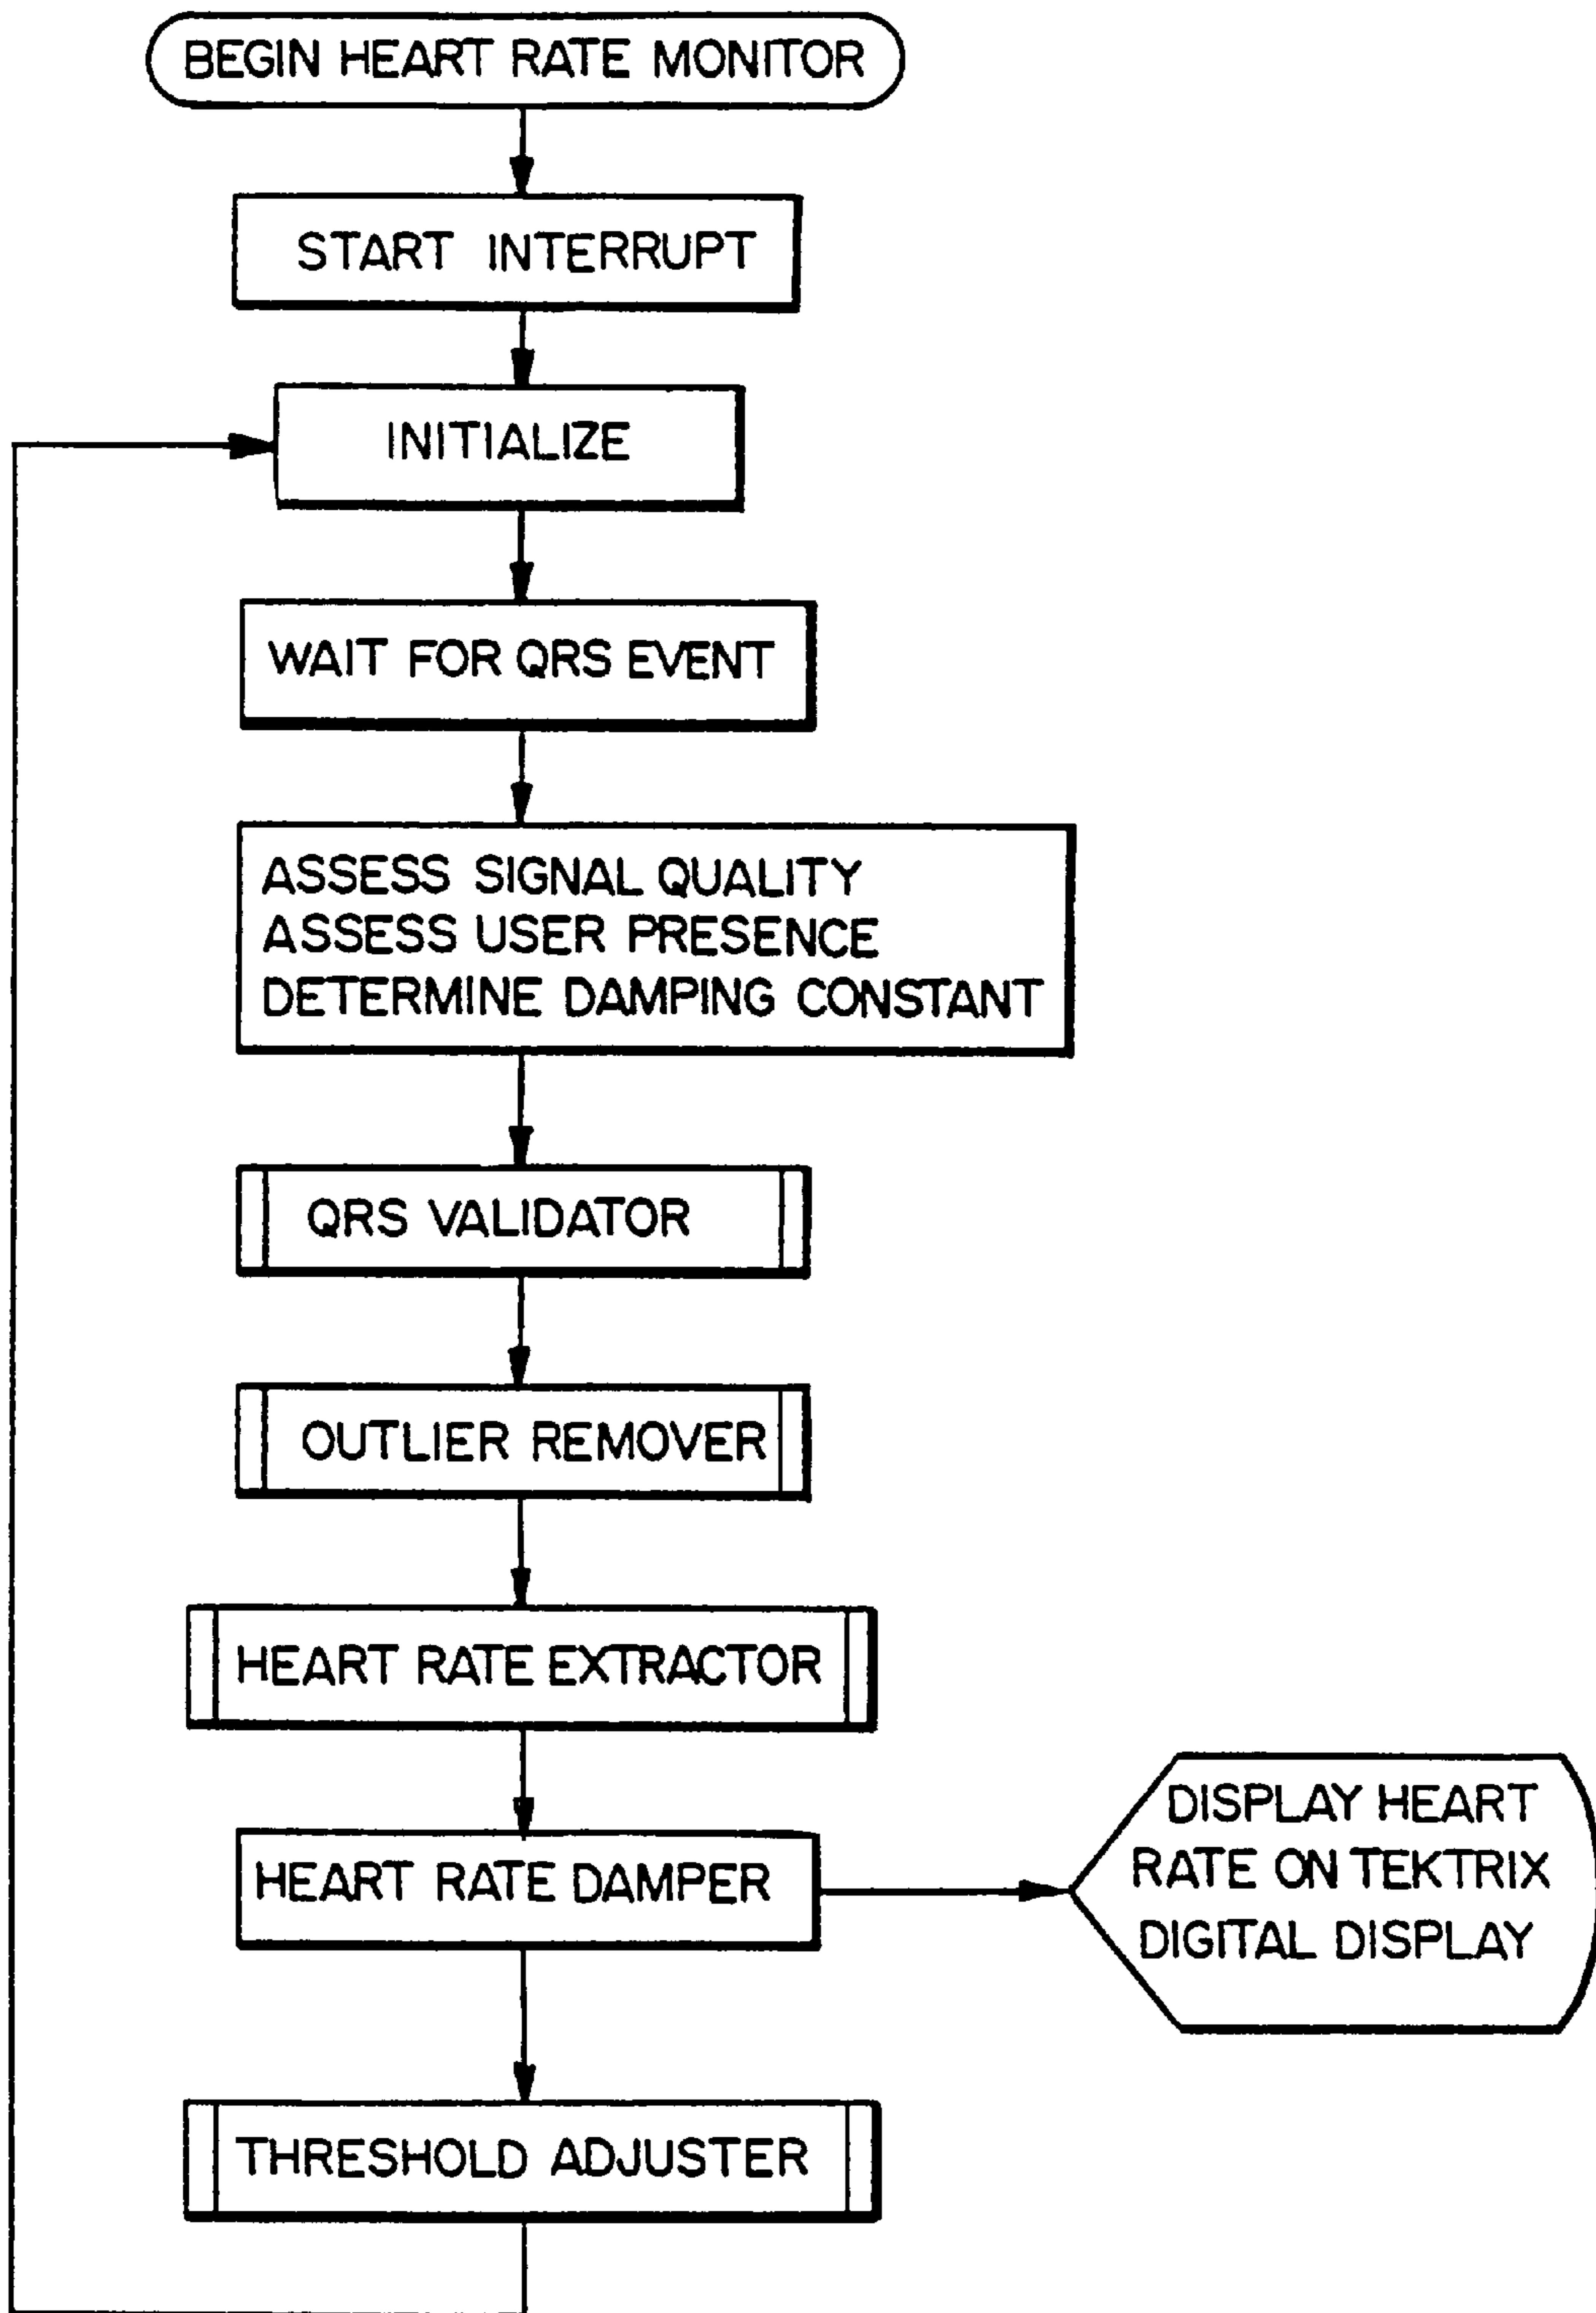 BEGIN HEART RATE MONITOR
START INTERRUPT
INITIALIZE
WAIT FOR QRS EVENT
ASSESS SIGNAL QUALITY
ASSESS USER PRESENCE
DETERMINE DAMPING CONSTANT
QRS VALIDATOR
OUTLIER REMOVER
HEART RATE EXTRACTOR
HEART RATE DAMPER
DISPLAY HEART
RATE ON TEKTRIX
DIGITAL DISPLAY
THRESHOLD ADJUSTER